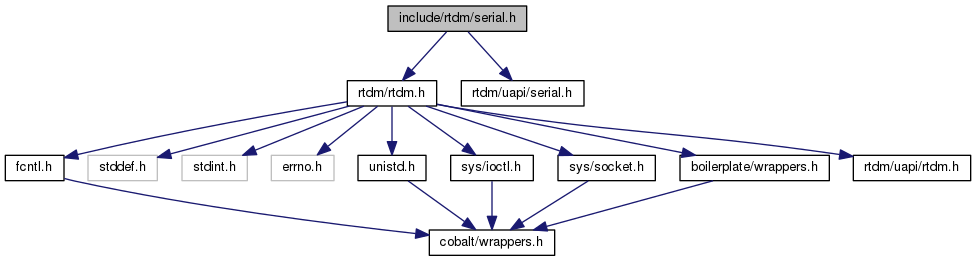 include/rtdm/serial.h
rtdm/rtdm.h
rtdm/uapi/serial.h
fcntl.h
stddef.h
stdint.h
errno.h
unistd.h
sys/ioctl.h
sys/socket.h
boilerplate/wrappers.h
rtdm/uapi/rtdm.h
cobalt/wrappers.h